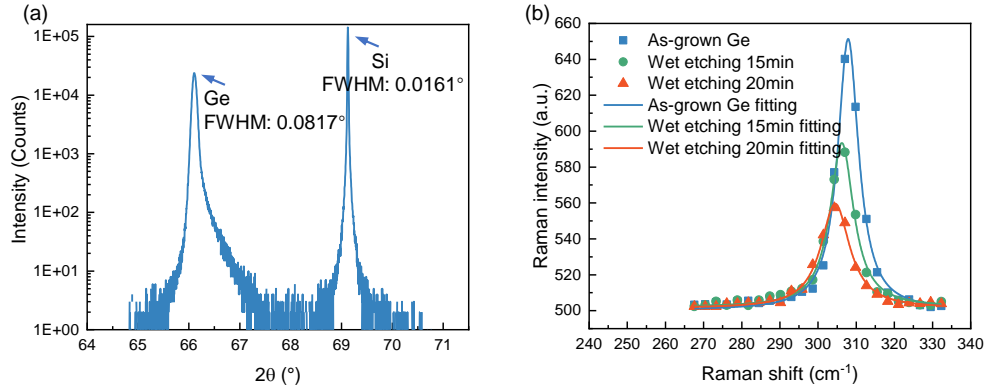 (a)
1E+05
1E+04
1E+03
1E+02
1E+01
1E+00
Intensity (Counts)
Ge
FWHM: 0.0817°
Si
FWHM: 0.0161°
64 65 66 67 68 69 70 71
2θ (°)
(b)
660
640
620
600
580
560
540
520
500
Raman intensity (a.u.)
As-grown Ge
Wet etching 15min
Wet etching 20min
As-grown Ge fitting
Wet etching 15min fitting
Wet etching 20min fitting
240 250 260 270 280 290 300 310 320 330 340
Raman shift (cm⁻¹)